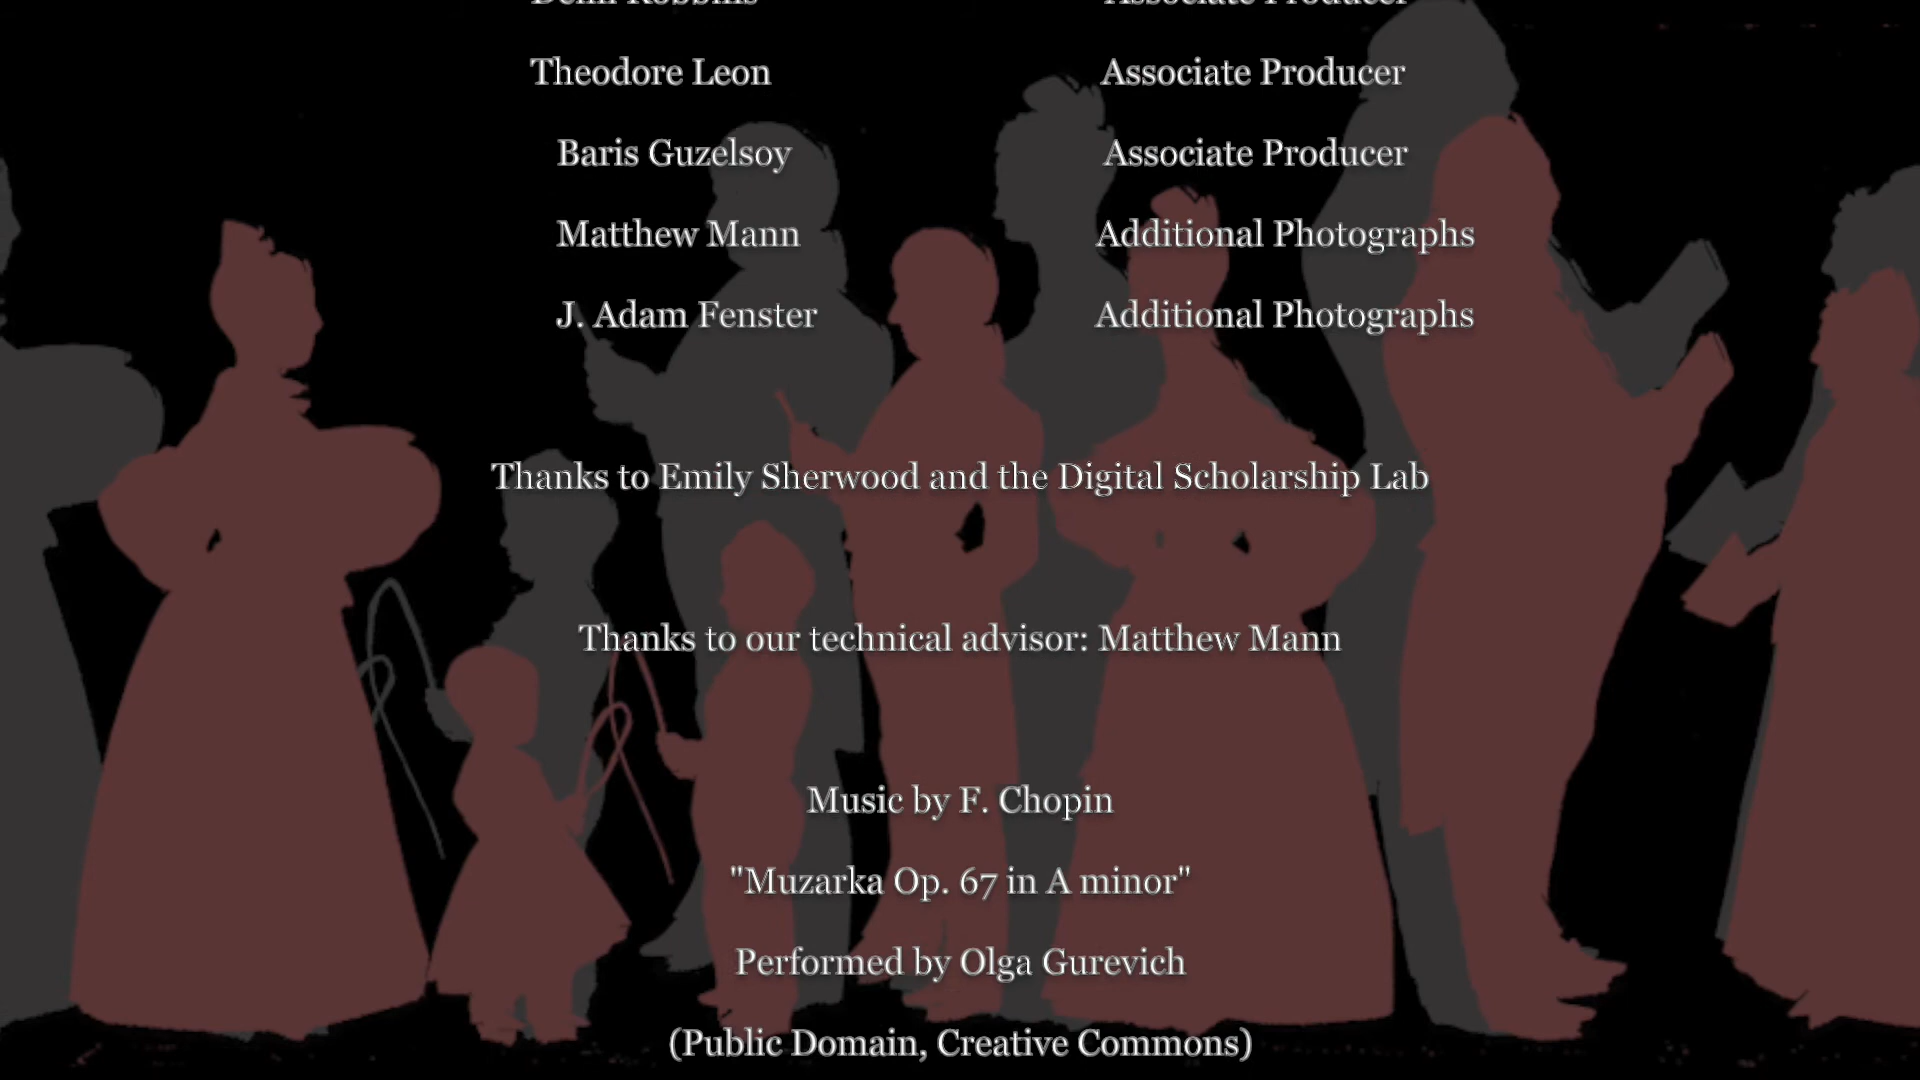 Theodore Leon Associate Producer
Baris Guzelsoy Associate Producer
Matthew Mann Additional Photographs
J. Adam Fenster Additional Photographs
Thanks to Emily Sherwood and the Digital Scholarship Lab
Thanks to our technical advisor: Matthew Mann
Music by F. Chopin
"Muzarka Op. 67 in A minor"
Performed by Olga Gurevich
(Public Domain, Creative Commons)